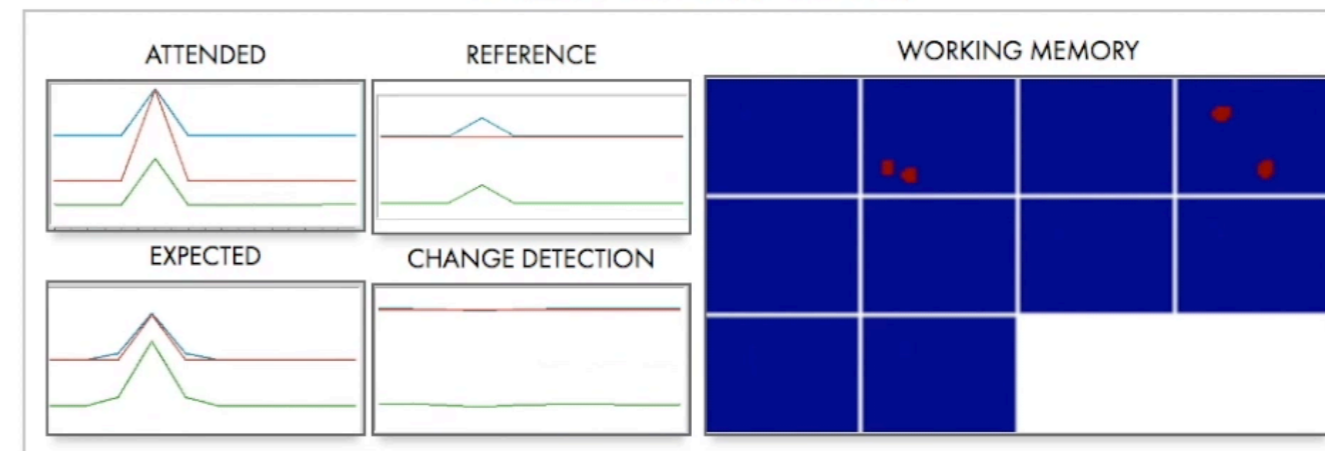 ATTENDED
REFERENCE
WORKING MEMORY
EXPECTED
CHANGE DETECTION